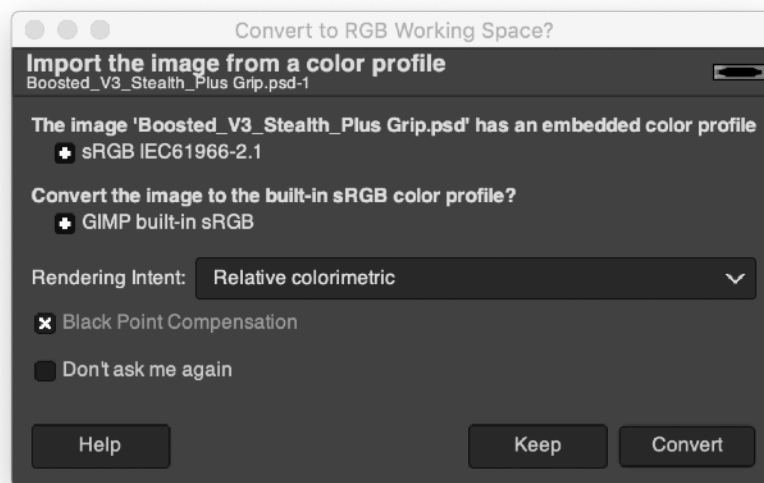 Convert to RGB Working Space?
Import the image from a color profile
Boosted_V3_Stealth_Plus Grip.psd-1
The image 'Boosted_V3_Stealth_Plus Grip.psd' has an embedded color profile
sRGB IEC61966-2.1
Convert the image to the built-in sRGB color profile?
GIMP built-in sRGB
Rendering Intent: Relative colorimetric
Black Point Compensation
Don't ask me again
Help Keep Convert